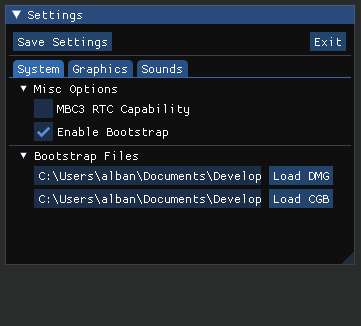 Settings
Save Settings Exit
System Graphics Sounds
Misc Options
MBC3 RTC Capability
Enable Bootstrap
Bootstrap Files
C:\Users\alban\Documents\Develop Load DMG
C:\Users\alban\Documents\Develop Load CGB